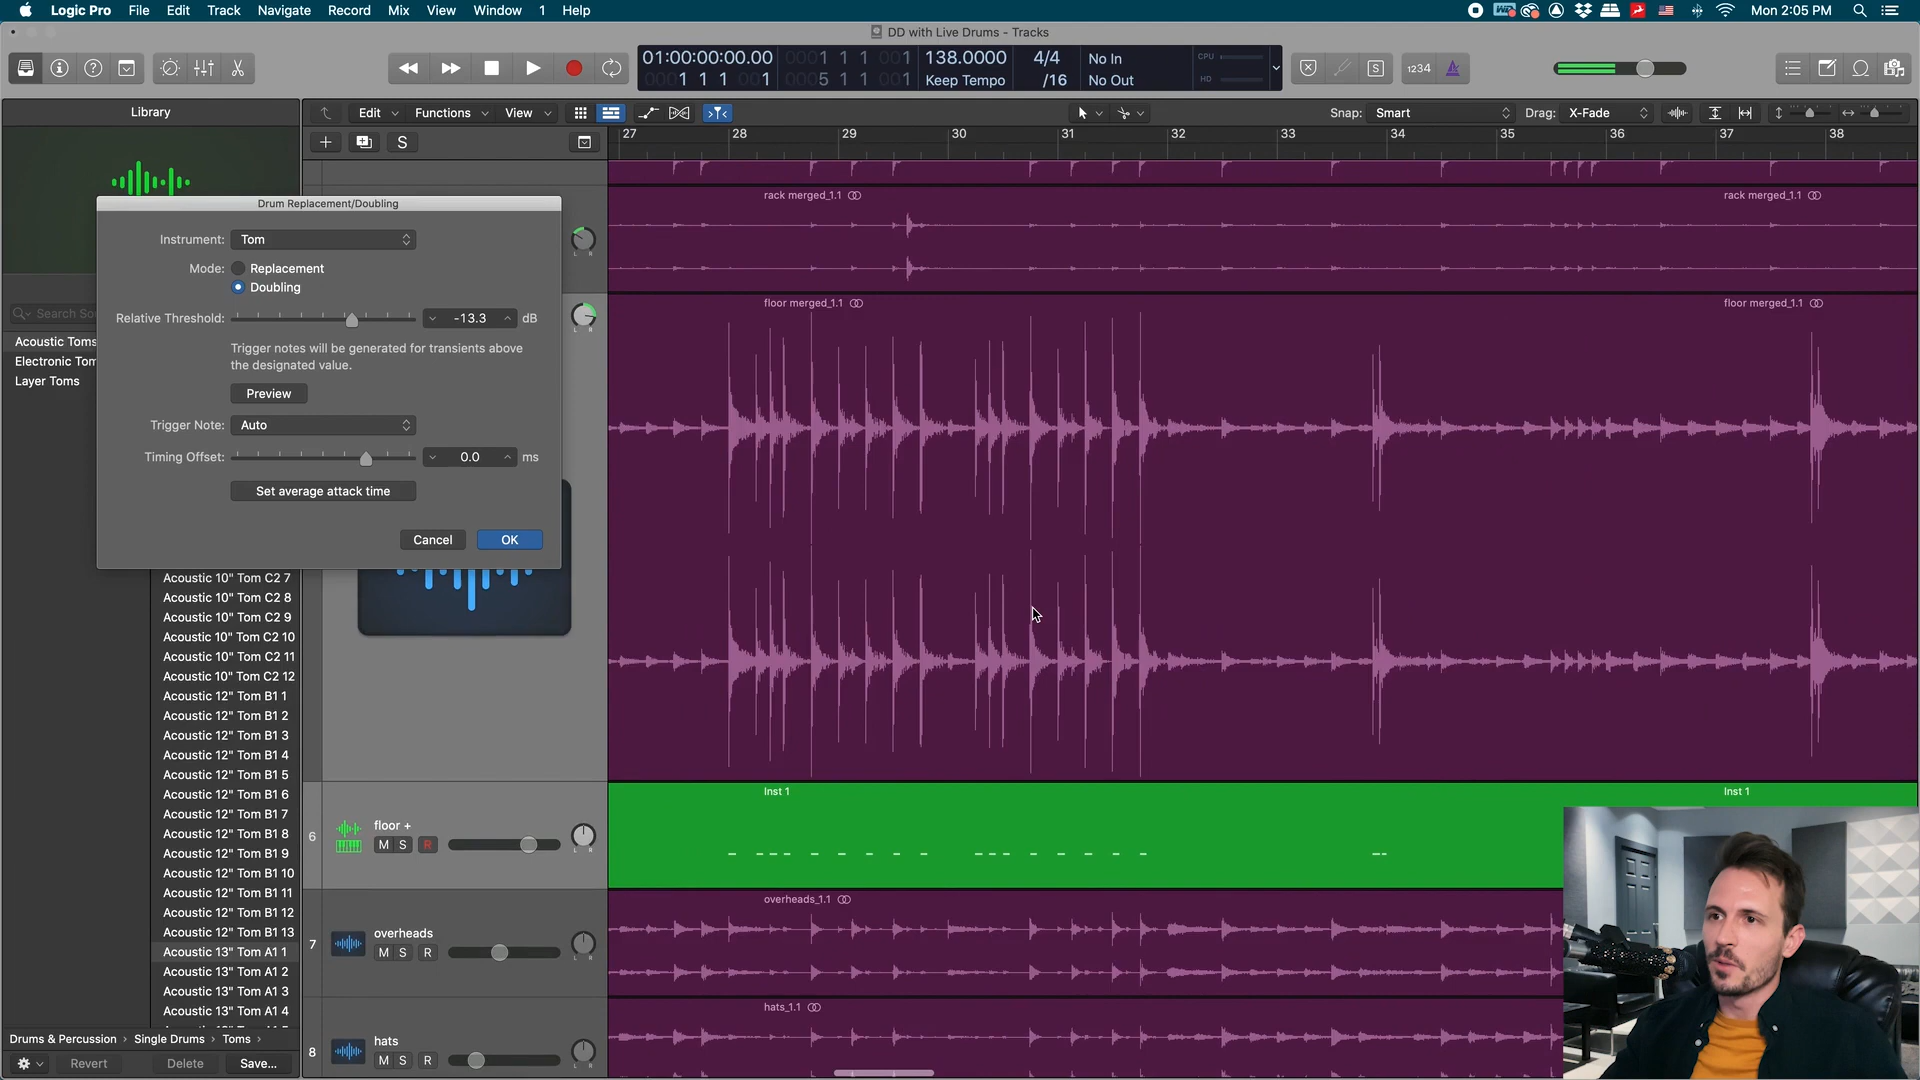 Logic Pro File Edit Track Navigate Record Mix View Window 1 Help Mon 2:05 PM
DD with Live Drums - Tracks
01:00:00:00.00 0001 1 1 001 138.0000 4/4 No In CPU
0001 1 1 001 0005 1 1 001 Keep Tempo /16 No Out HD
S 1234
Library Edit Functions View Snap: Smart Drag: X-Fade
S
27 28 29 30 31 32 33 34 35 36 37 38
rack merged_1.1 rack merged_1.1
Drum Replacement/Doubling
Instrument: Tom
Mode: Replacement
Doubling
Relative Threshold: -13.3 dB
Trigger notes will be generated for transients above
the designated value.
Preview
Trigger Note: Auto
Timing Offset: 0.0 ms
Set average attack time
Cancel OK
L R
floor merged_1.1 floor merged_1.1
L R
Search Sou
Acoustic Toms
Electronic Tom
Layer Toms
Acoustic 10" Tom C2 7
Acoustic 10" Tom C2 8
Acoustic 10" Tom C2 9
Acoustic 10" Tom C2 10
Acoustic 10" Tom C2 11
Acoustic 10" Tom C2 12
Acoustic 12" Tom B1 1
Acoustic 12" Tom B1 2
Acoustic 12" Tom B1 3
Acoustic 12" Tom B1 4
Acoustic 12" Tom B1 5
Acoustic 12" Tom B1 6
Acoustic 12" Tom B1 7
Acoustic 12" Tom B1 8
Acoustic 12" Tom B1 9
Acoustic 12" Tom B1 10
Acoustic 12" Tom B1 11
Acoustic 12" Tom B1 12
Acoustic 12" Tom B1 13
Acoustic 13" Tom A1 1
Acoustic 13" Tom A1 2
Acoustic 13" Tom A1 3
Acoustic 13" Tom A1 4
Drums & Percussion › Single Drums › Toms ›
Revert Delete Save...
Inst 1 Inst 1
6 floor +
M S R L R
overheads_1.1
7 overheads
M S R L R
hats_1.1
8 hats
M S R L R